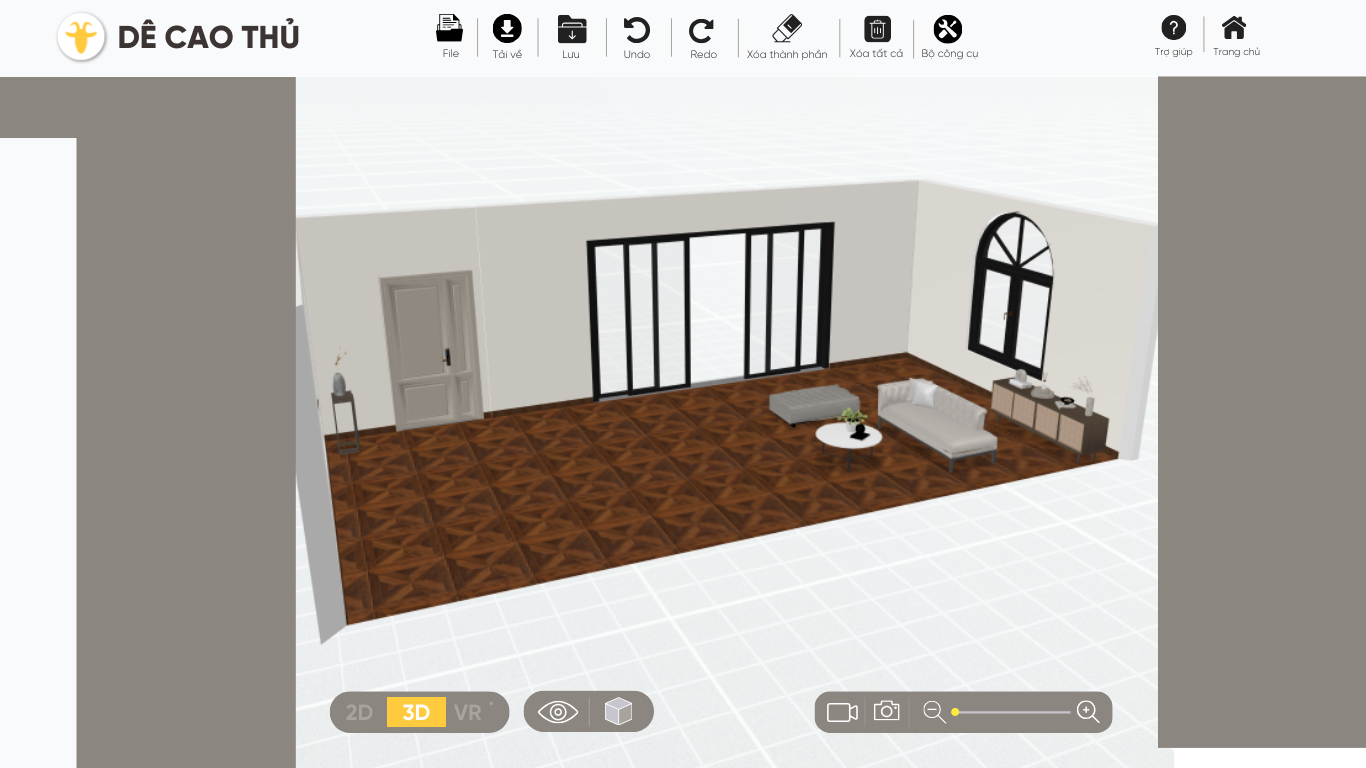 DÊ CAO THỦ
File
Tải về
Lưu
Undo
Redo
Xóa thành phần
Xóa tất cả
Bộ công cụ
Trợ giúp
Trang chủ
2D
3D
VR